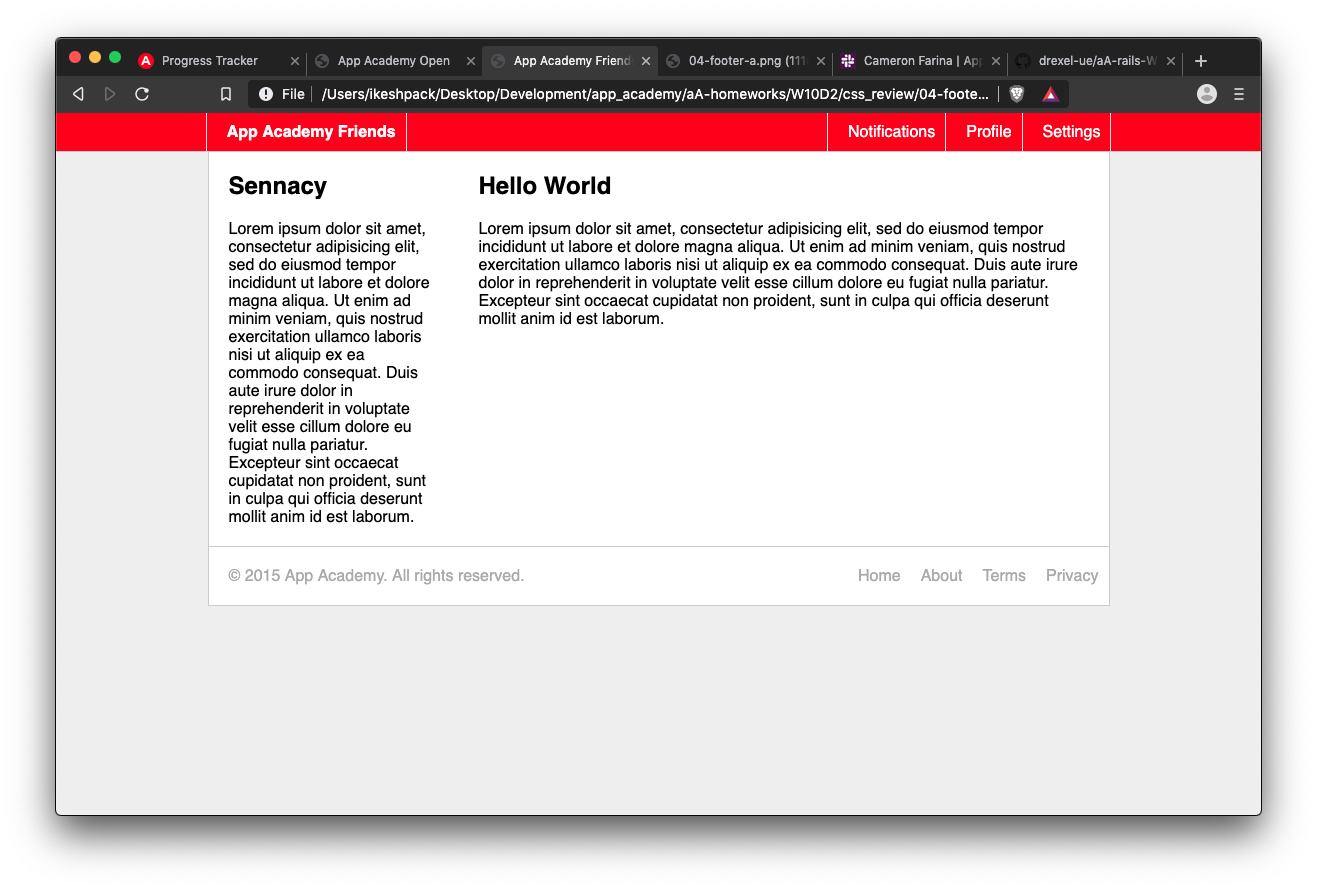 Progress Tracker
App Academy Open
App Academy Friend
04-footer-a.png (111
Cameron Farina | Ap
drexel-ue/aA-rails-W
File
/Users/ikeshpack/Desktop/Development/app_academy/aA-homeworks/W10D2/css_review/04-foote...
App Academy Friends
Notifications
Profile
Settings
Sennacy
Lorem ipsum dolor sit amet,
consectetur adipisicing elit,
sed do eiusmod tempor
incididunt ut labore et dolore
magna aliqua. Ut enim ad
minim veniam, quis nostrud
exercitation ullamco laboris
nisi ut aliquip ex ea
commodo consequat. Duis
aute irure dolor in
reprehenderit in voluptate
velit esse cillum dolore eu
fugiat nulla pariatur.
Excepteur sint occaecat
cupidatat non proident, sunt
in culpa qui officia deserunt
mollit anim id est laborum.
Hello World
Lorem ipsum dolor sit amet, consectetur adipisicing elit, sed do eiusmod tempor
incididunt ut labore et dolore magna aliqua. Ut enim ad minim veniam, quis nostrud
exercitation ullamco laboris nisi ut aliquip ex ea commodo consequat. Duis aute irure
dolor in reprehenderit in voluptate velit esse cillum dolore eu fugiat nulla pariatur.
Excepteur sint occaecat cupidatat non proident, sunt in culpa qui officia deserunt
mollit anim id est laborum.
© 2015 App Academy. All rights reserved.
Home
About
Terms
Privacy